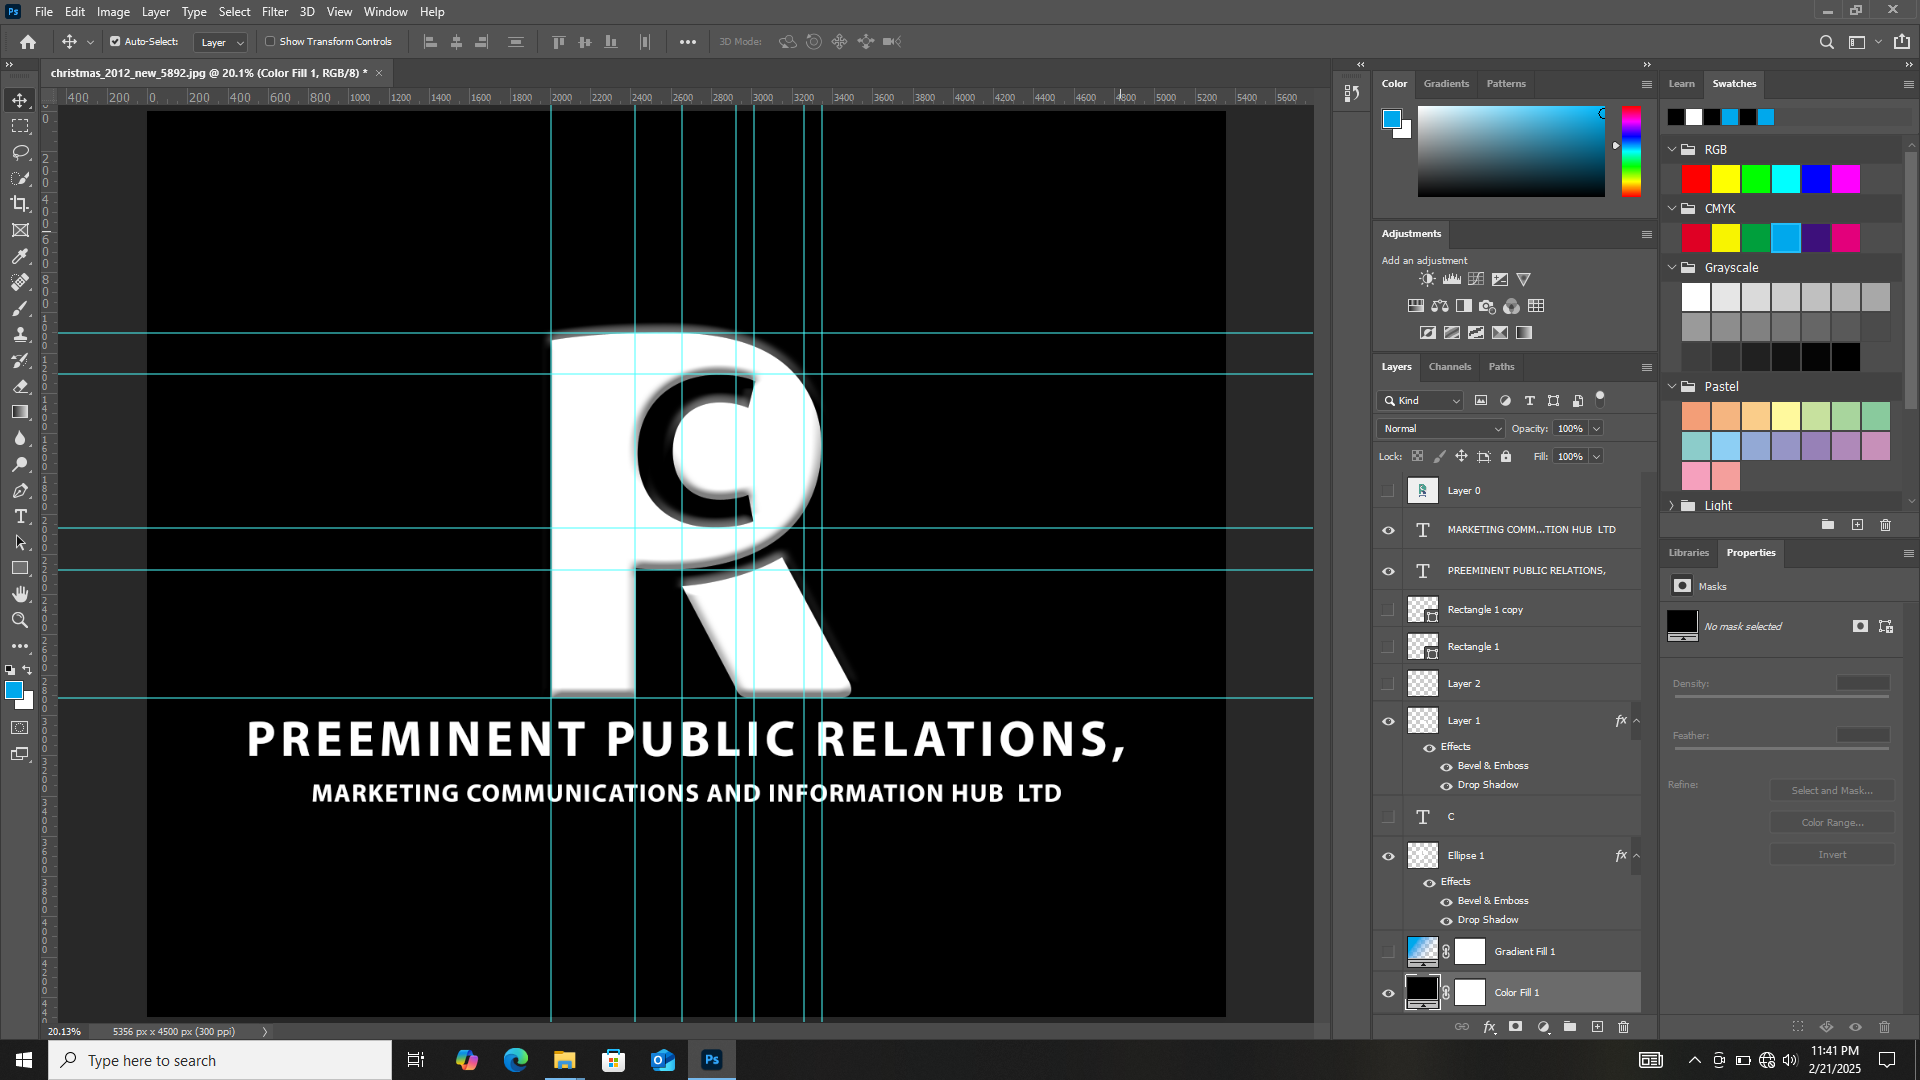 Ps File Edit Image Layer Type Select Filter 3D View Window Help
Auto-Select: Layer Show Transform Controls 3D Mode:
christmas_2012_new_5892.jpg @ 20.1% (Color Fill 1, RGB/8) *
400 200 0 200 400 600 800 1000 1200 1400 1600 1800 2000 2200 2400 2600 2800 3000 3200 3400 3600 3800 4000 4200 4400 4600 4800 5000 5200 5400 5600
R
C
PREEMINENT PUBLIC RELATIONS,
MARKETING COMMUNICATIONS AND INFORMATION HUB LTD
20.13% 5356 px x 4500 px (300 ppi)
Color Gradients Patterns
Adjustments
Add an adjustment
Layers Channels Paths
Kind
Normal Opacity: 100%
Lock: Fill: 100%
Layer 0
T MARKETING COMM...TION HUB LTD
T PREEMINENT PUBLIC RELATIONS,
Rectangle 1 copy
Rectangle 1
Layer 2
Layer 1 fx
Effects
Bevel & Emboss
Drop Shadow
T C
Ellipse 1 fx
Effects
Bevel & Emboss
Drop Shadow
Gradient Fill 1
Color Fill 1
Learn Swatches
RGB
CMYK
Grayscale
Pastel
Light
Libraries Properties
Masks
No mask selected
Density:
Feather:
Refine: Select and Mask...
Color Range...
Invert
Type here to search
Ps
11:41 PM
2/21/2025